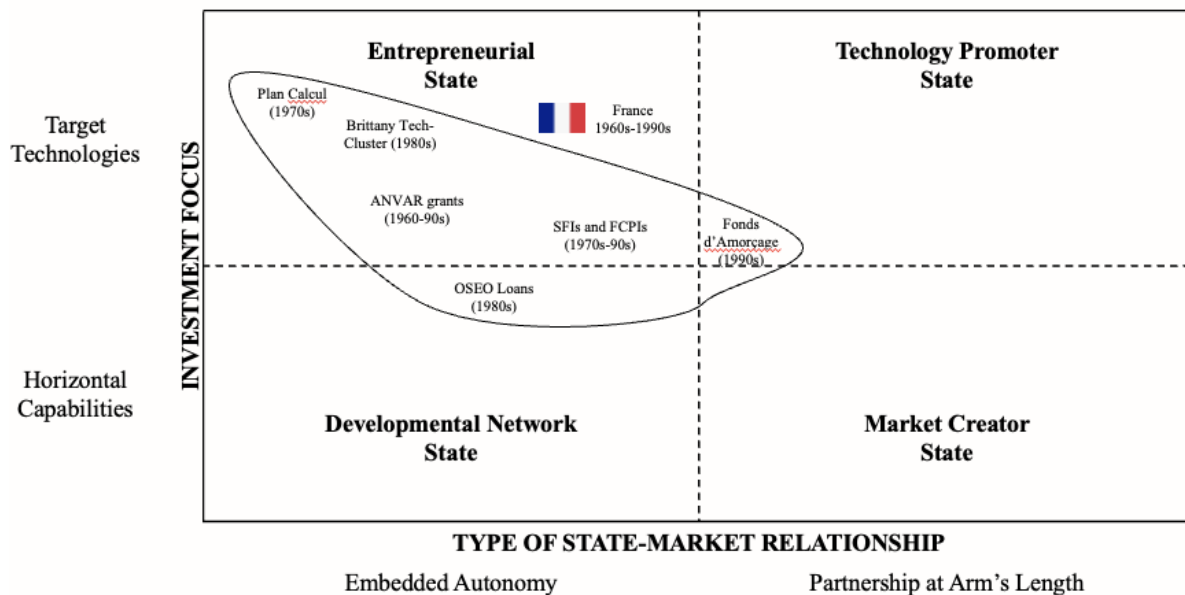 Entrepreneurial
State
Technology Promoter
State
Target
Technologies
INVESTMENT FOCUS
Plan Calcul
(1970s)
Brittany Tech-
Cluster (1980s)
France
1960s-1990s
ANVAR grants
(1960-90s)
SFIs and FCPIs
(1970s-90s)
Fonds
d'Amorçage
(1990s)
OSEO Loans
(1980s)
Horizontal
Capabilities
Developmental Network
State
Market Creator
State
TYPE OF STATE-MARKET RELATIONSHIP
Embedded Autonomy
Partnership at Arm's Length